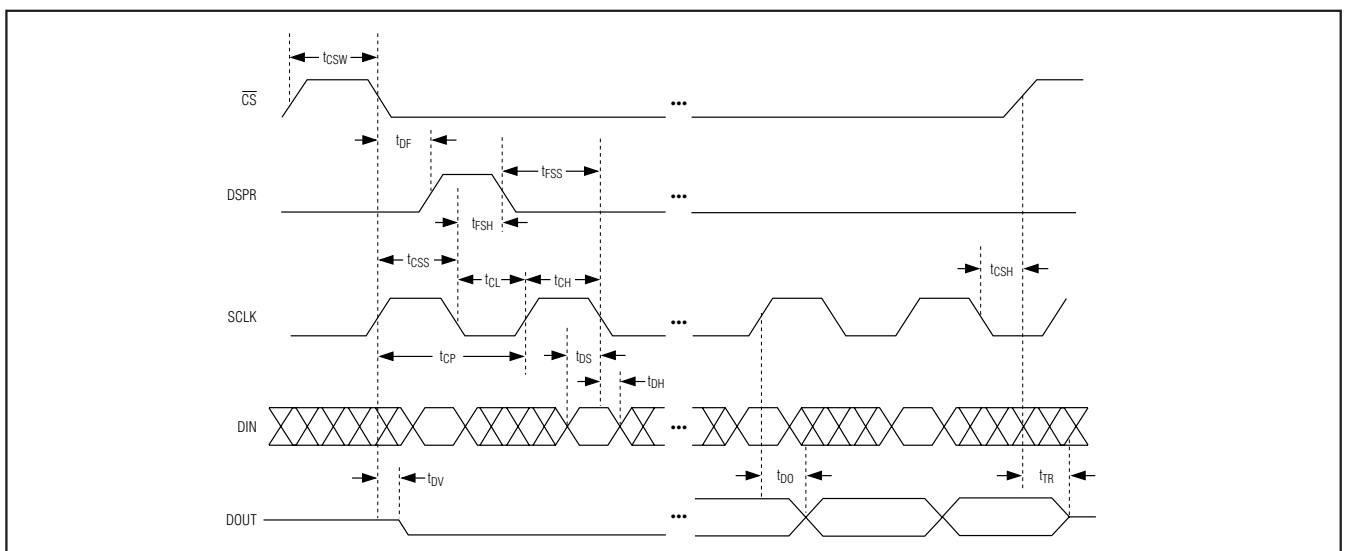 tCSW
CS
•••
tDF
tFSS
DSPR
•••
tFSH
tCSS
tCL
tCH
tCSH
SCLK
•••
tCP
tDS
tDH
DIN
•••
tDV
tDO
tTR
DOUT
•••